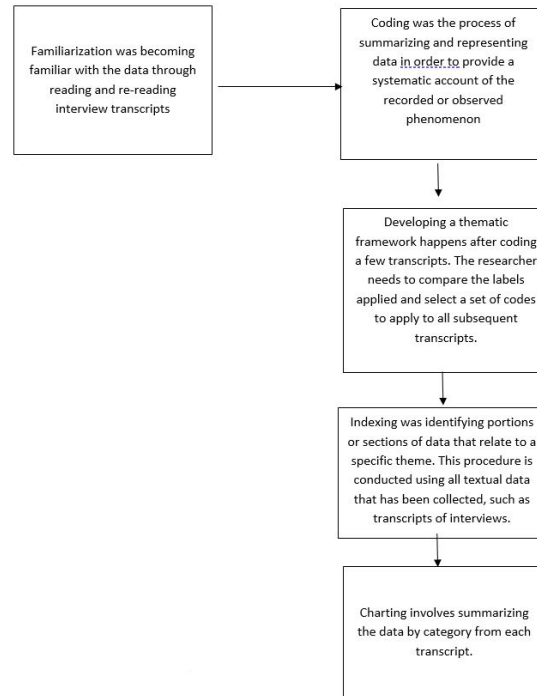 Familiarization was becoming
familiar with the data through
reading and re-reading
interview transcripts
Coding was the process of
summarizing and representing
data in order to provide a
systematic account of the
recorded or observed
phenomenon
Developing a thematic
framework happens after coding
a few transcripts. The researcher
needs to compare the labels
applied and select a set of codes
to apply to all subsequent
transcripts.
Indexing was identifying portions
or sections of data that relate to a
specific theme. This procedure is
conducted using all textual data
that has been collected, such as
transcripts of interviews.
Charting involves summarizing
the data by category from each
transcript.